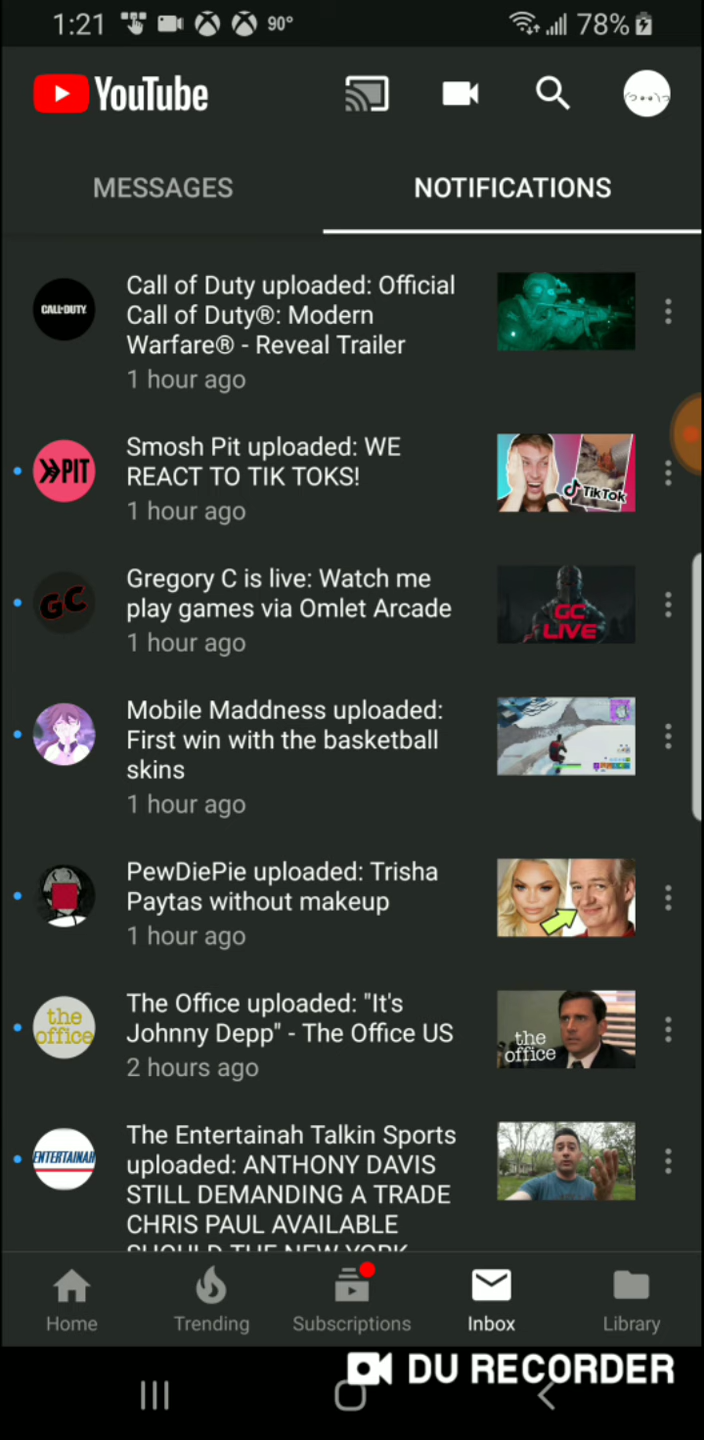 1:21 90° 78%
YouTube
MESSAGES NOTIFICATIONS
Call of Duty uploaded: Official
Call of Duty®: Modern
Warfare® - Reveal Trailer
1 hour ago
CALL OF DUTY
Smosh Pit uploaded: WE
REACT TO TIK TOKS!
1 hour ago
PIT
TikTok
Gregory C is live: Watch me
play games via Omlet Arcade
1 hour ago
GC
GC
LIVE
Mobile Maddness uploaded:
First win with the basketball
skins
1 hour ago
PewDiePie uploaded: Trisha
Paytas without makeup
1 hour ago
The Office uploaded: "It's
Johnny Depp" - The Office US
2 hours ago
the
office
the
office
The Entertainah Talkin Sports
uploaded: ANTHONY DAVIS
STILL DEMANDING A TRADE
CHRIS PAUL AVAILABLE
SHOULD THE NEW YORK
ENTERTAINAH
Home Trending Subscriptions Inbox Library
DU RECORDER